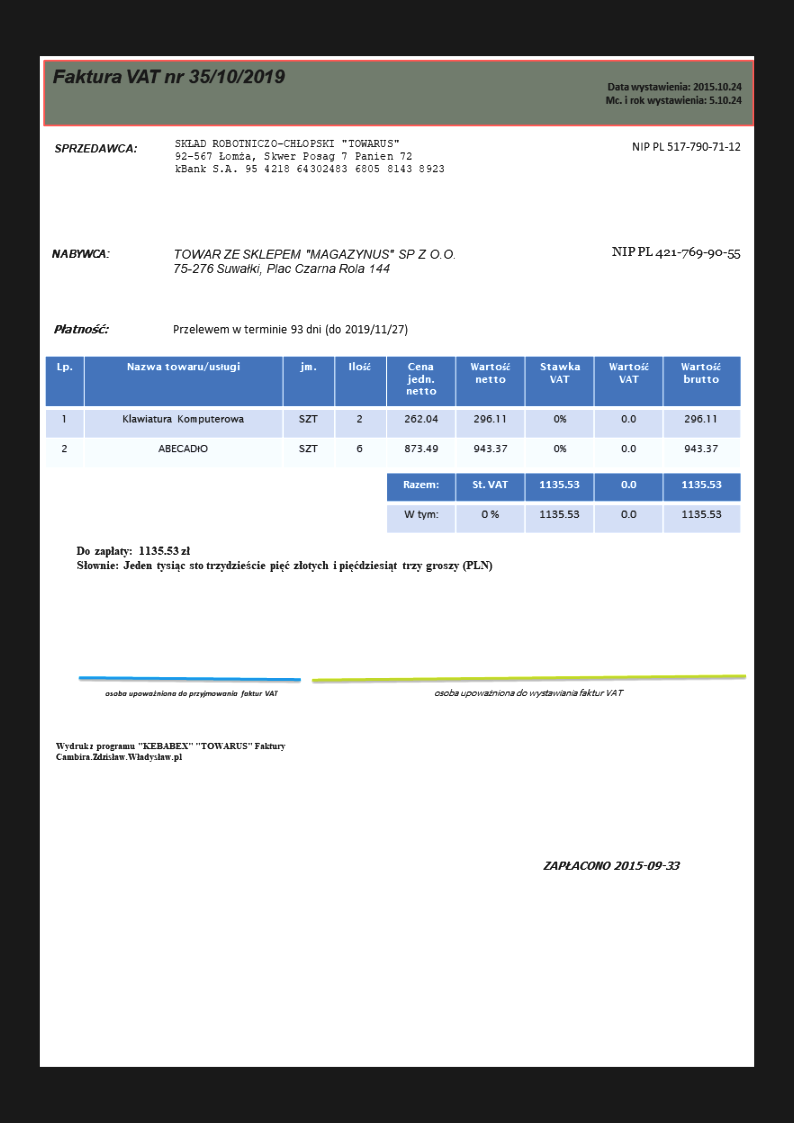 Faktura VAT nr 35/10/2019
Data wystawienia: 2015.10.24
Mc. i rok wystawienia: 5.10.24
SPRZEDAWCA: SKŁAD ROBOTNICZO-CHŁOPSKI "TOWARUS" NIP PL 517-790-71-12
92-567 Łomża, Skwer Posag 7 Panien 72
kBank S.A. 95 4218 64302483 6805 8143 8923
NABYWCA: TOWAR ZE SKLEPEM "MAGAZYNUS" SP Z O.O. NIP PL 421-769-90-55
75-276 Suwałki, Plac Czarna Rola 144
Płatność: Przelewem w terminie 93 dni (do 2019/11/27)
Lp. Nazwa towaru/usługi jm. Ilość Cena jedn. netto Wartość netto Stawka VAT Wartość VAT Wartość brutto
1 Klawiatura Komputerowa SZT 2 262.04 296.11 0% 0.0 296.11
2 ABECADŁO SZT 6 873.49 943.37 0% 0.0 943.37
Razem: St. VAT 1135.53 0.0 1135.53
W tym: 0 % 1135.53 0.0 1135.53
Do zapłaty: 1135.53 zł
Słownie: Jeden tysiąc sto trzydzieście pięć złotych i pięćdziesiąt trzy groszy (PLN)
osoba upoważniona do przyjmowania faktur VAT osoba upoważniona do wystawiania faktur VAT
Wydruk z programu "KEBABEX" "TOWARUS" Faktury
Cambira.Zdzisław.Władysław.pl
ZAPŁACONO 2015-09-33